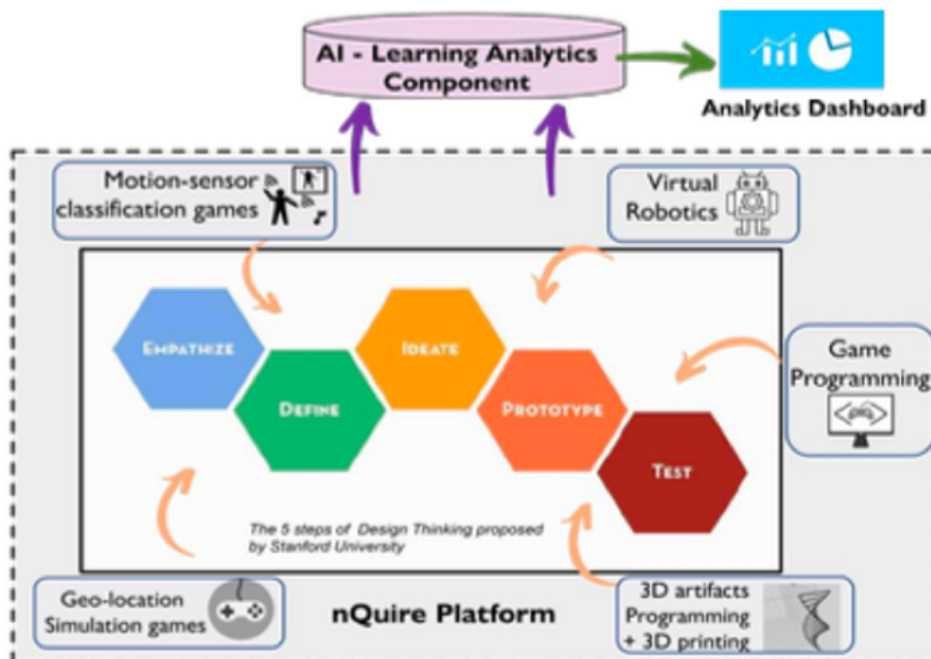 AI - Learning Analytics
Component
Analytics Dashboard
Motion-sensor
classification games
Virtual
Robotics
EMPATHIZE
IDEATE
DEFINE
PROTOTYPE
TEST
Game
Programming
The 5 steps of Design Thinking proposed
by Stanford University
Geo-location
Simulation games
nQuire Platform
3D artifacts
Programming
+ 3D printing